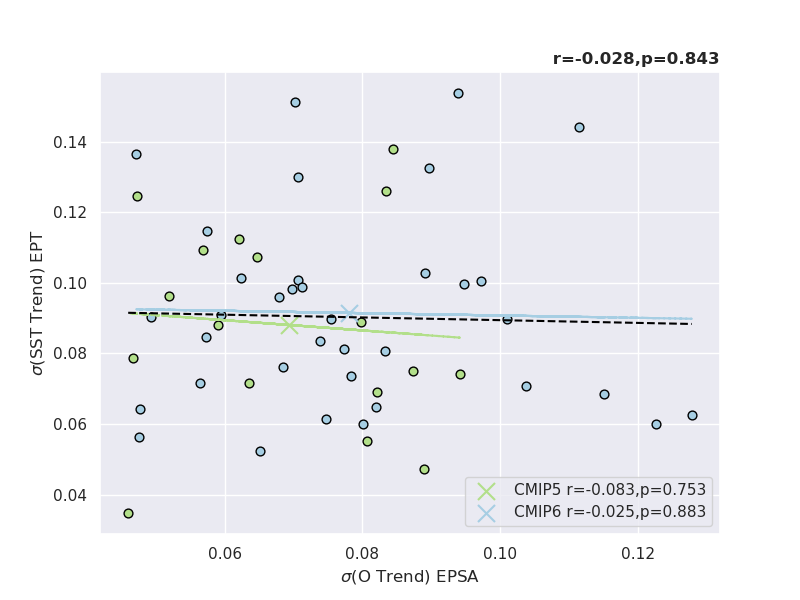 r=-0.028,p=0.843
σ(SST Trend) EPT
0.14
0.12
0.10
0.08
0.06
0.04
CMIP5 r=-0.083,p=0.753
CMIP6 r=-0.025,p=0.883
0.06 0.08 0.10 0.12
σ(O Trend) EPSA